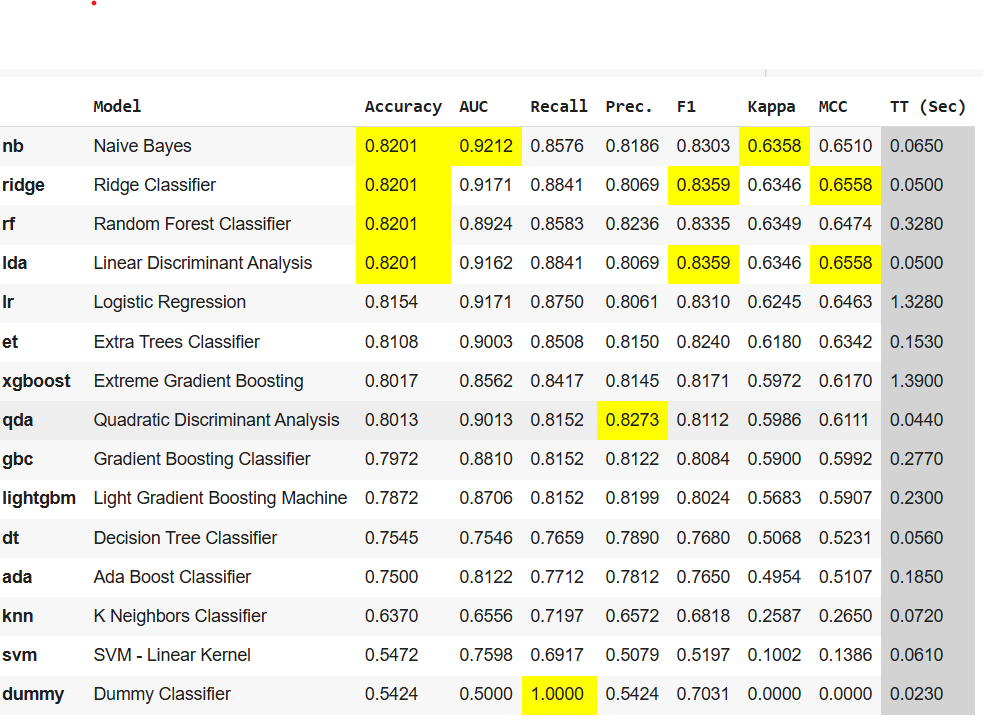 Model Accuracy AUC Recall Prec. F1 Kappa MCC TT (Sec)
nb Naive Bayes 0.8201 0.9212 0.8576 0.8186 0.8303 0.6358 0.6510 0.0650
ridge Ridge Classifier 0.8201 0.9171 0.8841 0.8069 0.8359 0.6346 0.6558 0.0500
rf Random Forest Classifier 0.8201 0.8924 0.8583 0.8236 0.8335 0.6349 0.6474 0.3280
lda Linear Discriminant Analysis 0.8201 0.9162 0.8841 0.8069 0.8359 0.6346 0.6558 0.0500
lr Logistic Regression 0.8154 0.9171 0.8750 0.8061 0.8310 0.6245 0.6463 1.3280
et Extra Trees Classifier 0.8108 0.9003 0.8508 0.8150 0.8240 0.6180 0.6342 0.1530
xgboost Extreme Gradient Boosting 0.8017 0.8562 0.8417 0.8145 0.8171 0.5972 0.6170 1.3900
qda Quadratic Discriminant Analysis 0.8013 0.9013 0.8152 0.8273 0.8112 0.5986 0.6111 0.0440
gbc Gradient Boosting Classifier 0.7972 0.8810 0.8152 0.8122 0.8084 0.5900 0.5992 0.2770
lightgbm Light Gradient Boosting Machine 0.7872 0.8706 0.8152 0.8199 0.8024 0.5683 0.5907 0.2300
dt Decision Tree Classifier 0.7545 0.7546 0.7659 0.7890 0.7680 0.5068 0.5231 0.0560
ada Ada Boost Classifier 0.7500 0.8122 0.7712 0.7812 0.7650 0.4954 0.5107 0.1850
knn K Neighbors Classifier 0.6370 0.6556 0.7197 0.6572 0.6818 0.2587 0.2650 0.0720
svm SVM - Linear Kernel 0.5472 0.7598 0.6917 0.5079 0.5197 0.1002 0.1386 0.0610
dummy Dummy Classifier 0.5424 0.5000 1.0000 0.5424 0.7031 0.0000 0.0000 0.0230